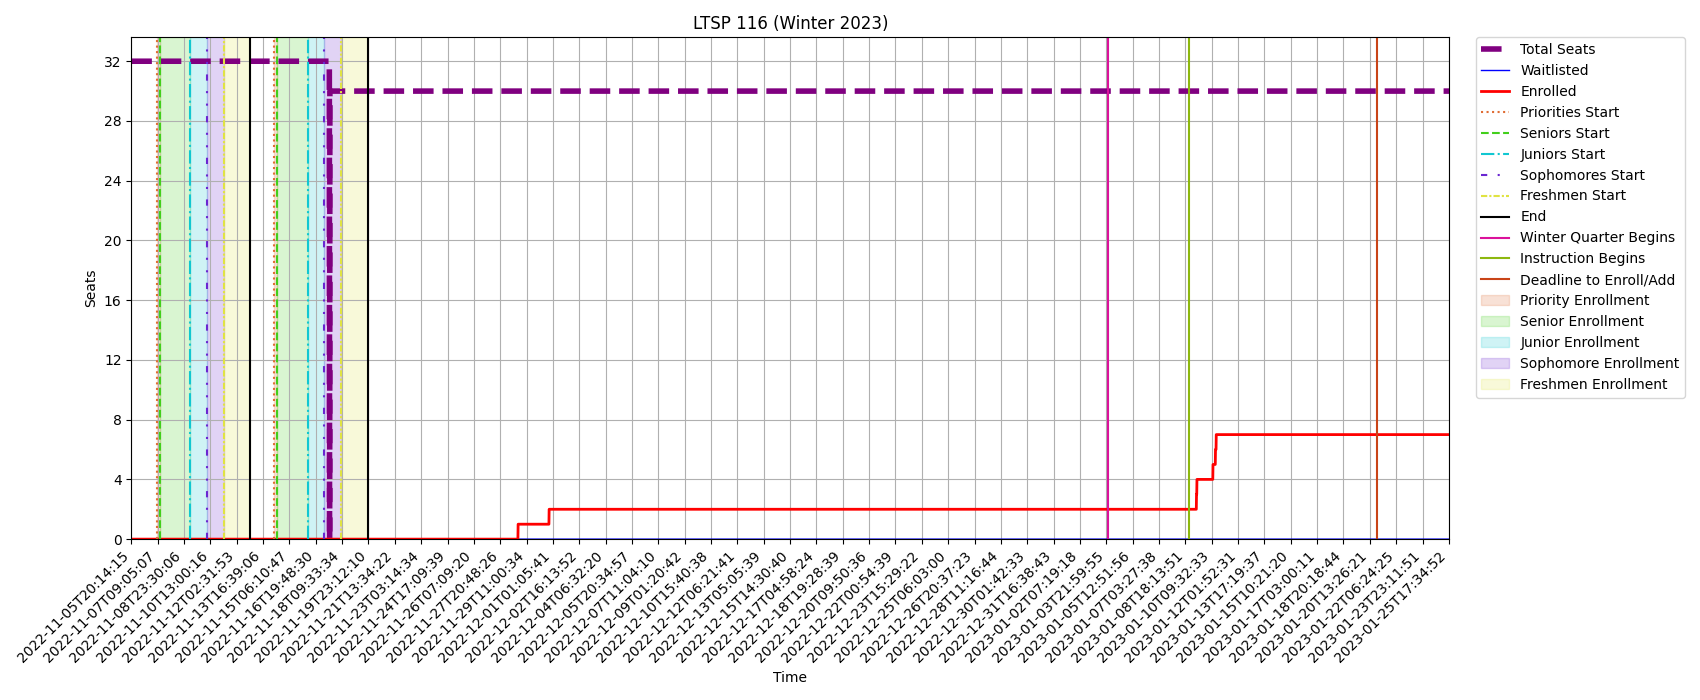 LTSP 116 (Winter 2023)
Seats
32
28
24
20
16
12
8
4
0
2022-11-05T20:14:15
2022-11-07T09:05:07
2022-11-08T23:30:06
2022-11-10T13:00:16
2022-11-12T02:31:53
2022-11-13T16:39:06
2022-11-15T06:10:47
2022-11-16T19:48:30
2022-11-18T09:33:34
2022-11-19T23:12:10
2022-11-21T13:34:22
2022-11-23T03:14:34
2022-11-24T17:09:39
2022-11-26T07:09:20
2022-11-27T20:48:26
2022-11-29T11:00:34
2022-12-01T01:05:41
2022-12-02T16:13:52
2022-12-04T06:32:20
2022-12-05T20:34:57
2022-12-07T11:04:10
2022-12-09T01:20:42
2022-12-10T15:40:38
2022-12-12T06:21:41
2022-12-13T05:05:39
2022-12-15T14:30:40
2022-12-17T04:58:24
2022-12-18T19:28:39
2022-12-20T09:50:36
2022-12-22T00:54:39
2022-12-23T15:29:22
2022-12-25T06:03:00
2022-12-26T20:37:23
2022-12-28T11:16:44
2022-12-30T01:42:33
2022-12-31T16:38:43
2023-01-02T07:19:18
2023-01-03T21:59:55
2023-01-05T12:51:56
2023-01-07T03:27:38
2023-01-08T18:13:51
2023-01-10T09:32:33
2023-01-12T01:52:31
2023-01-13T17:19:37
2023-01-15T10:21:20
2023-01-17T03:00:11
2023-01-18T20:18:44
2023-01-20T13:26:21
2023-01-22T06:24:25
2023-01-23T23:11:51
2023-01-25T17:34:52
Time
Total Seats
Waitlisted
Enrolled
Priorities Start
Seniors Start
Juniors Start
Sophomores Start
Freshmen Start
End
Winter Quarter Begins
Instruction Begins
Deadline to Enroll/Add
Priority Enrollment
Senior Enrollment
Junior Enrollment
Sophomore Enrollment
Freshmen Enrollment